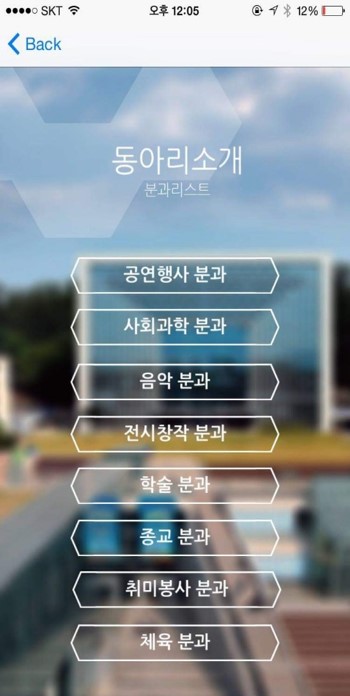 SKT 오후 12:05 12%
Back
동아리소개
분과리스트
공연행사 분과
사회과학 분과
음악 분과
전시창작 분과
학술 분과
종교 분과
취미봉사 분과
체육 분과